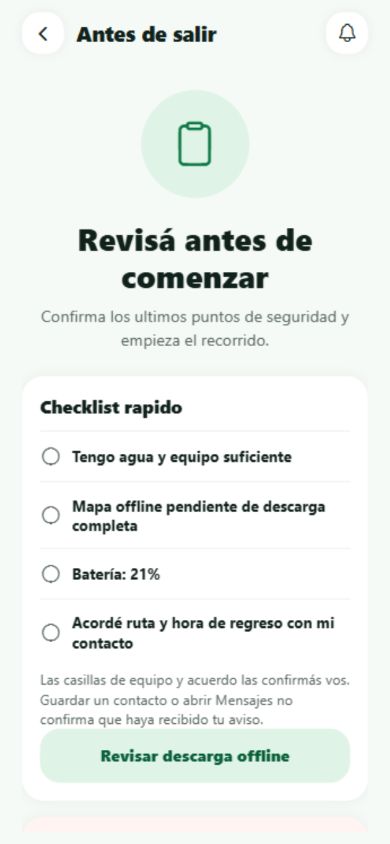 Antes de salir
Revisá antes de
comenzar
Confirma los ultimos puntos de seguridad y
empieza el recorrido.
Checklist rapido
Tengo agua y equipo suficiente
Mapa offline pendiente de descarga
completa
Batería: 21%
Acordé ruta y hora de regreso con mi
contacto
Las casillas de equipo y acuerdo las confirmás vos.
Guardar un contacto o abrir Mensajes no
confirma que haya recibido tu aviso.
Revisar descarga offline